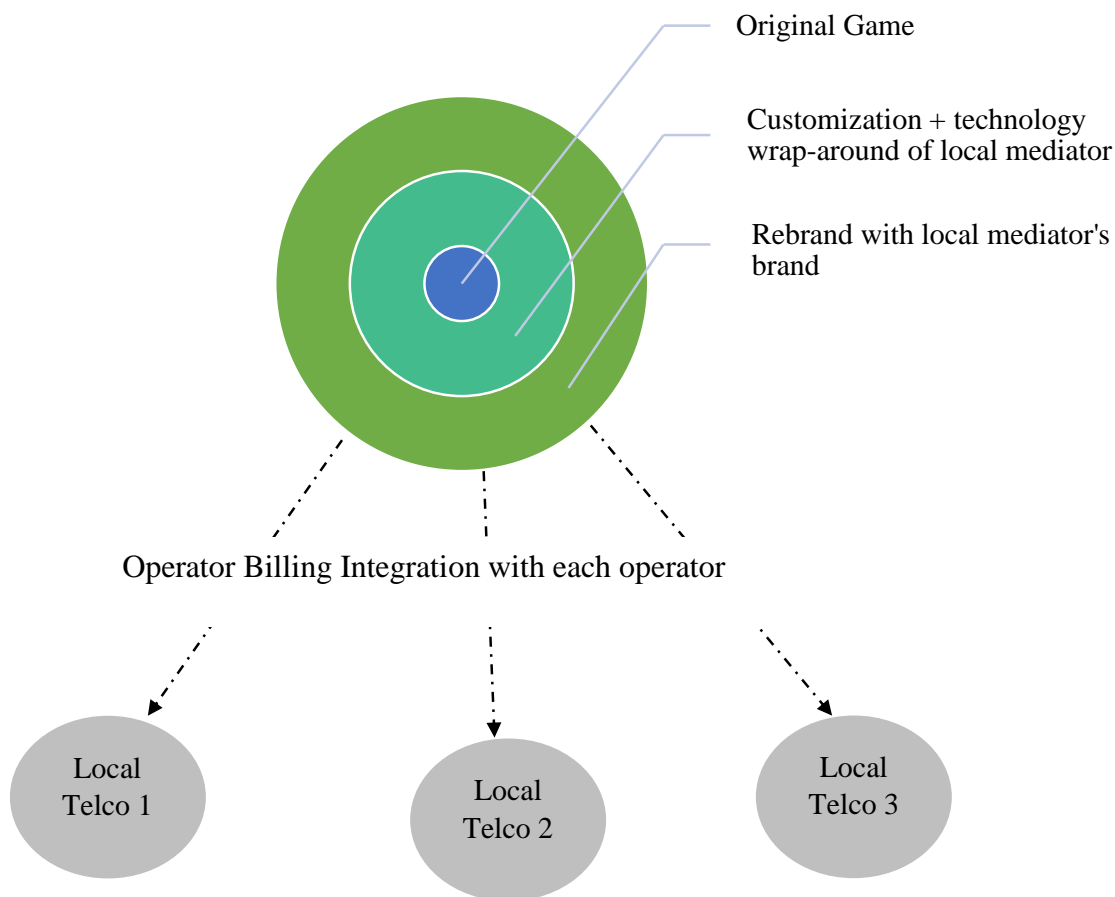 Original Game
Customization + technology
wrap-around of local mediator
Rebrand with local mediator's
brand
Operator Billing Integration with each operator
Local
Telco 1
Local
Telco 2
Local
Telco 3